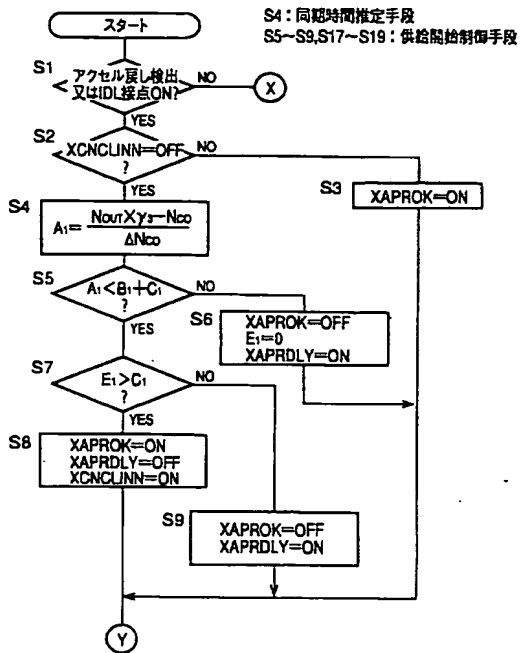 S4：同期時間推定手段
S5〜S9,S17〜S19：供給開始制御手段
スタート
S1
アクセル戻し検出
又はIDL接点ON?
NO
X
YES
S2
XCNCLINN=OFF
?
NO
YES
S3
XAPROK=ON
S4
A₁= NOUT×γ₃−NCO
ΔNCO
S5
A₁<B₁+C₁
?
NO
YES
S6
XAPROK=OFF
E₁=0
XAPRDLY=ON
S7
E₁>C₁
?
NO
YES
S8
XAPROK=ON
XAPRDLY=OFF
XCNCLINN=ON
S9
XAPROK=OFF
XAPRDLY=ON
Y